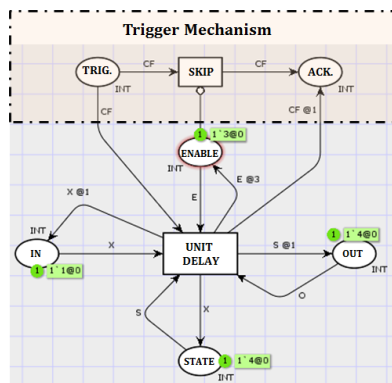 Trigger Mechanism
TRIG.
CF
SKIP
CF
ACK.
INT
INT
CF
CF @1
1
1`3@0
ENABLE
INT
E @3
X @1
E
INT
IN
X
UNIT
DELAY
S @1
1
1`4@0
OUT
INT
1
1`1@0
O
S
X
STATE
1
1`4@0
INT